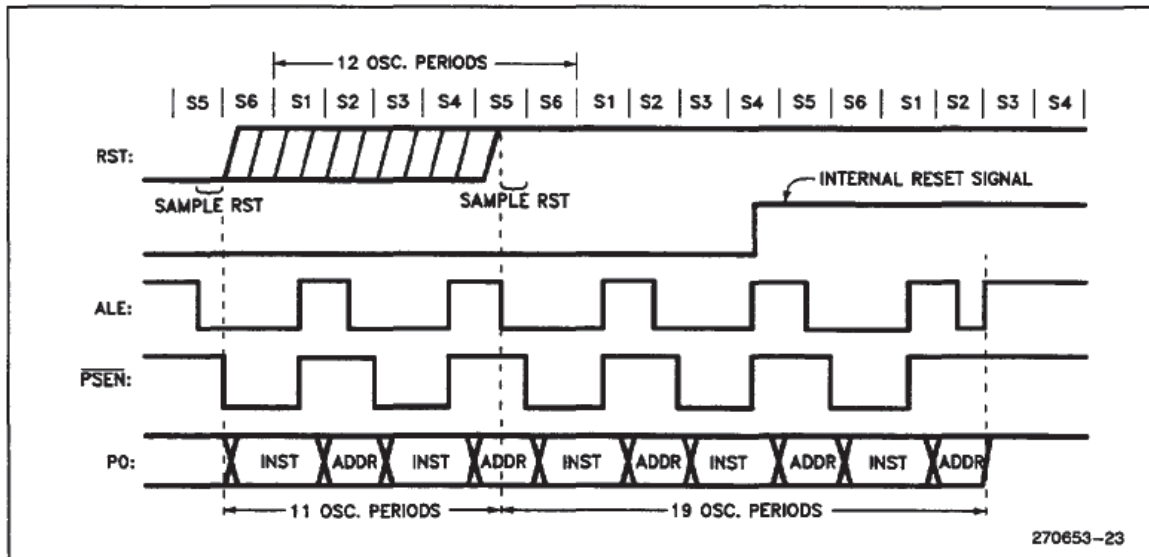 12 OSC. PERIODS
S5 S6 S1 S2 S3 S4 S5 S6 S1 S2 S3 S4 S5 S6 S1 S2 S3 S4
RST:
SAMPLE RST
SAMPLE RST
INTERNAL RESET SIGNAL
ALE:
PSEN:
P0:
INST ADDR INST ADDR INST ADDR INST ADDR INST ADDR
11 OSC. PERIODS
19 OSC. PERIODS
270653-23